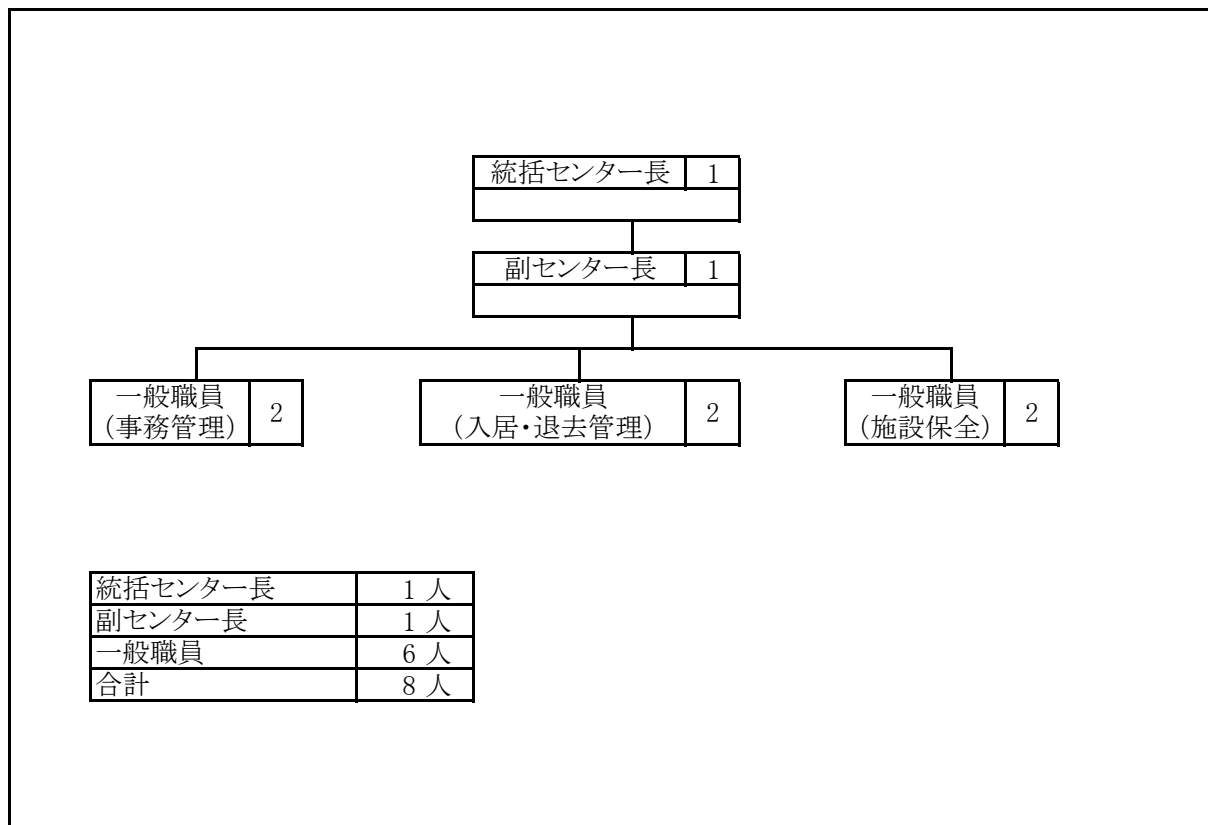 統括センター長 1
副センター長 1
一般職員
(事務管理) 2
一般職員
(入居・退去管理) 2
一般職員
(施設保全) 2
統括センター長 1 人
副センター長 1 人
一般職員 6 人
合計 8 人